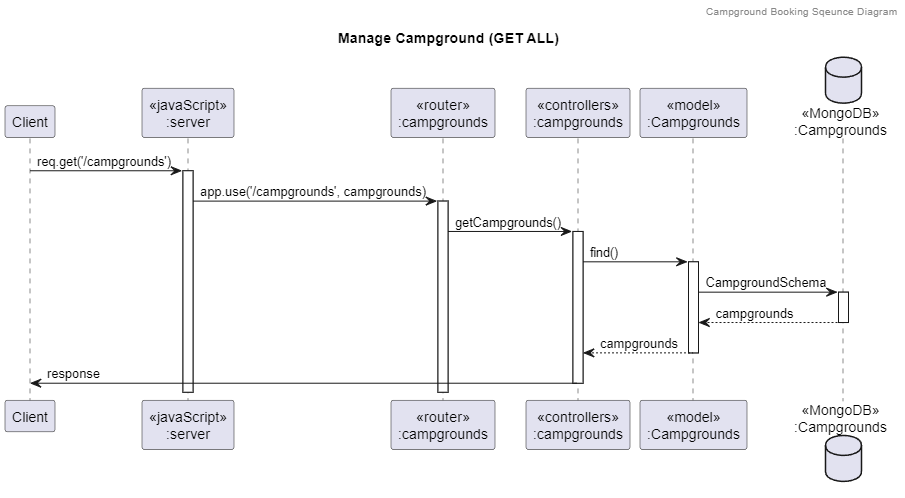 Campground Booking Sqeunce Diagram
Manage Campground (GET ALL)
Client
«javaScript»
:server
«router»
:campgrounds
«controllers»
:campgrounds
«model»
:Campgrounds
«MongoDB»
:Campgrounds
req.get('/campgrounds')
app.use('/campgrounds', campgrounds)
getCampgrounds()
find()
CampgroundSchema
campgrounds
campgrounds
response
Client
«javaScript»
:server
«router»
:campgrounds
«controllers»
:campgrounds
«model»
:Campgrounds
«MongoDB»
:Campgrounds